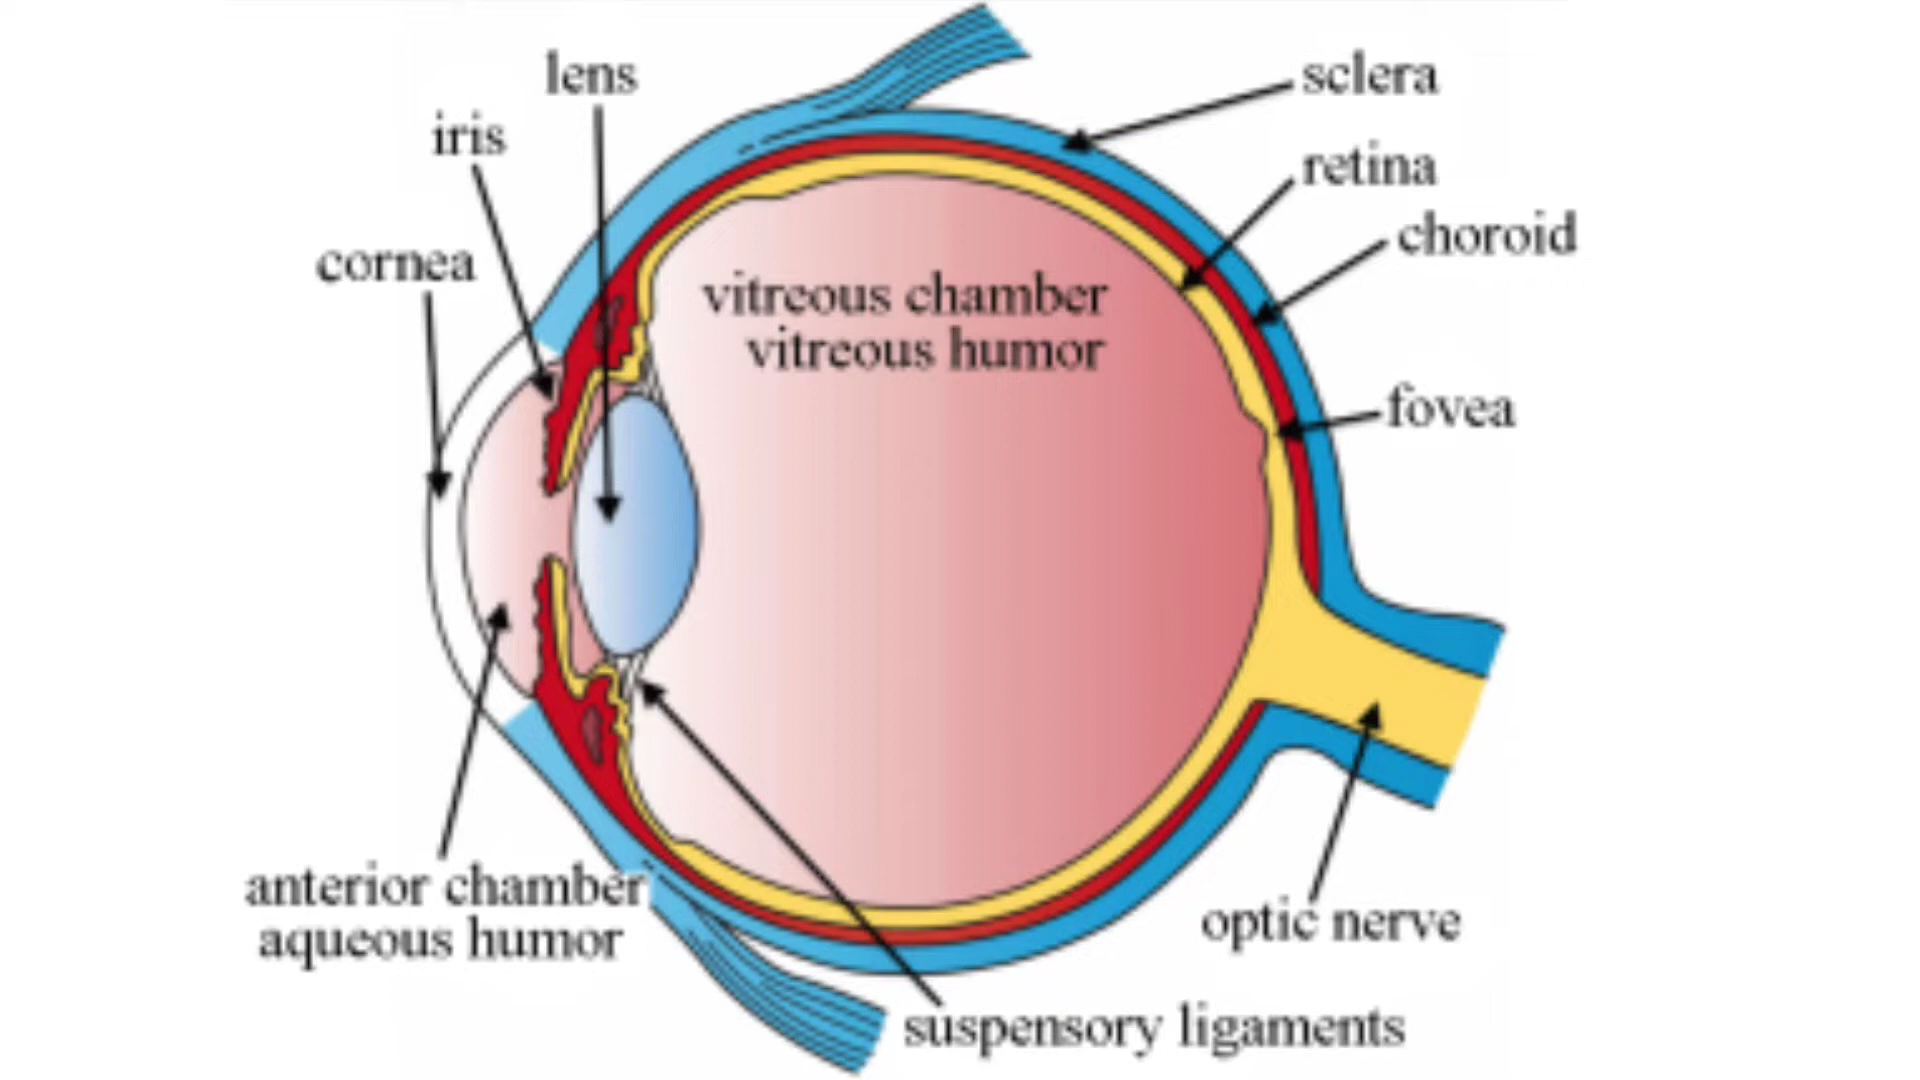 lens
sclera
iris
retina
choroid
cornea
vitreous chamber
vitreous humor
fovea
anterior chamber
aqueous humor
optic nerve
suspensory ligaments